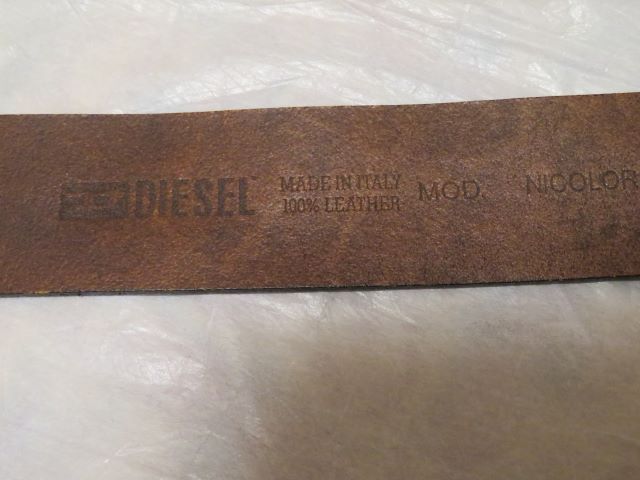 DIESEL
MADE IN ITALY
100% LEATHER
MOD. "NICOLOR